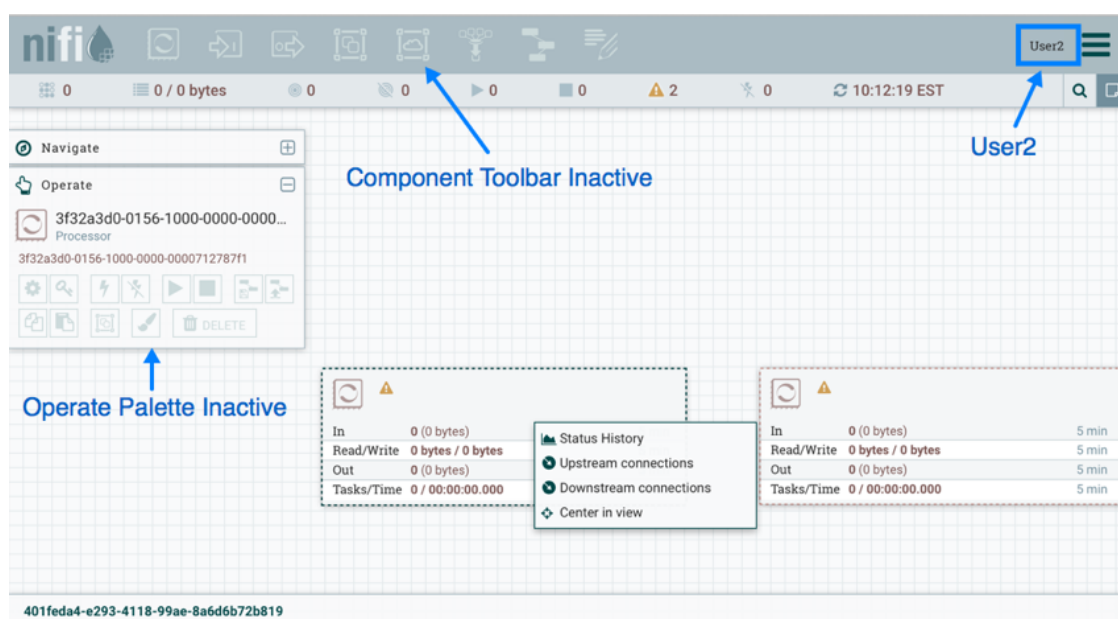 nifi
User2
0
0 / 0 bytes
0
0
0
0
2
0
10:12:19 EST
Navigate
User2
Component Toolbar Inactive
Operate
3f32a3d0-0156-1000-0000-0000...
Processor
3f32a3d0-0156-1000-0000-0000712787f1
DELETE
Operate Palette Inactive
In 0 (0 bytes)
Read/Write 0 bytes / 0 bytes
Out 0 (0 bytes)
Tasks/Time 0 / 00:00:00.000
Status History
Upstream connections
Downstream connections
Center in view
In 0 (0 bytes) 5 min
Read/Write 0 bytes / 0 bytes 5 min
Out 0 (0 bytes) 5 min
Tasks/Time 0 / 00:00:00.000 5 min
401feda4-e293-4118-99ae-8a6d6b72b819